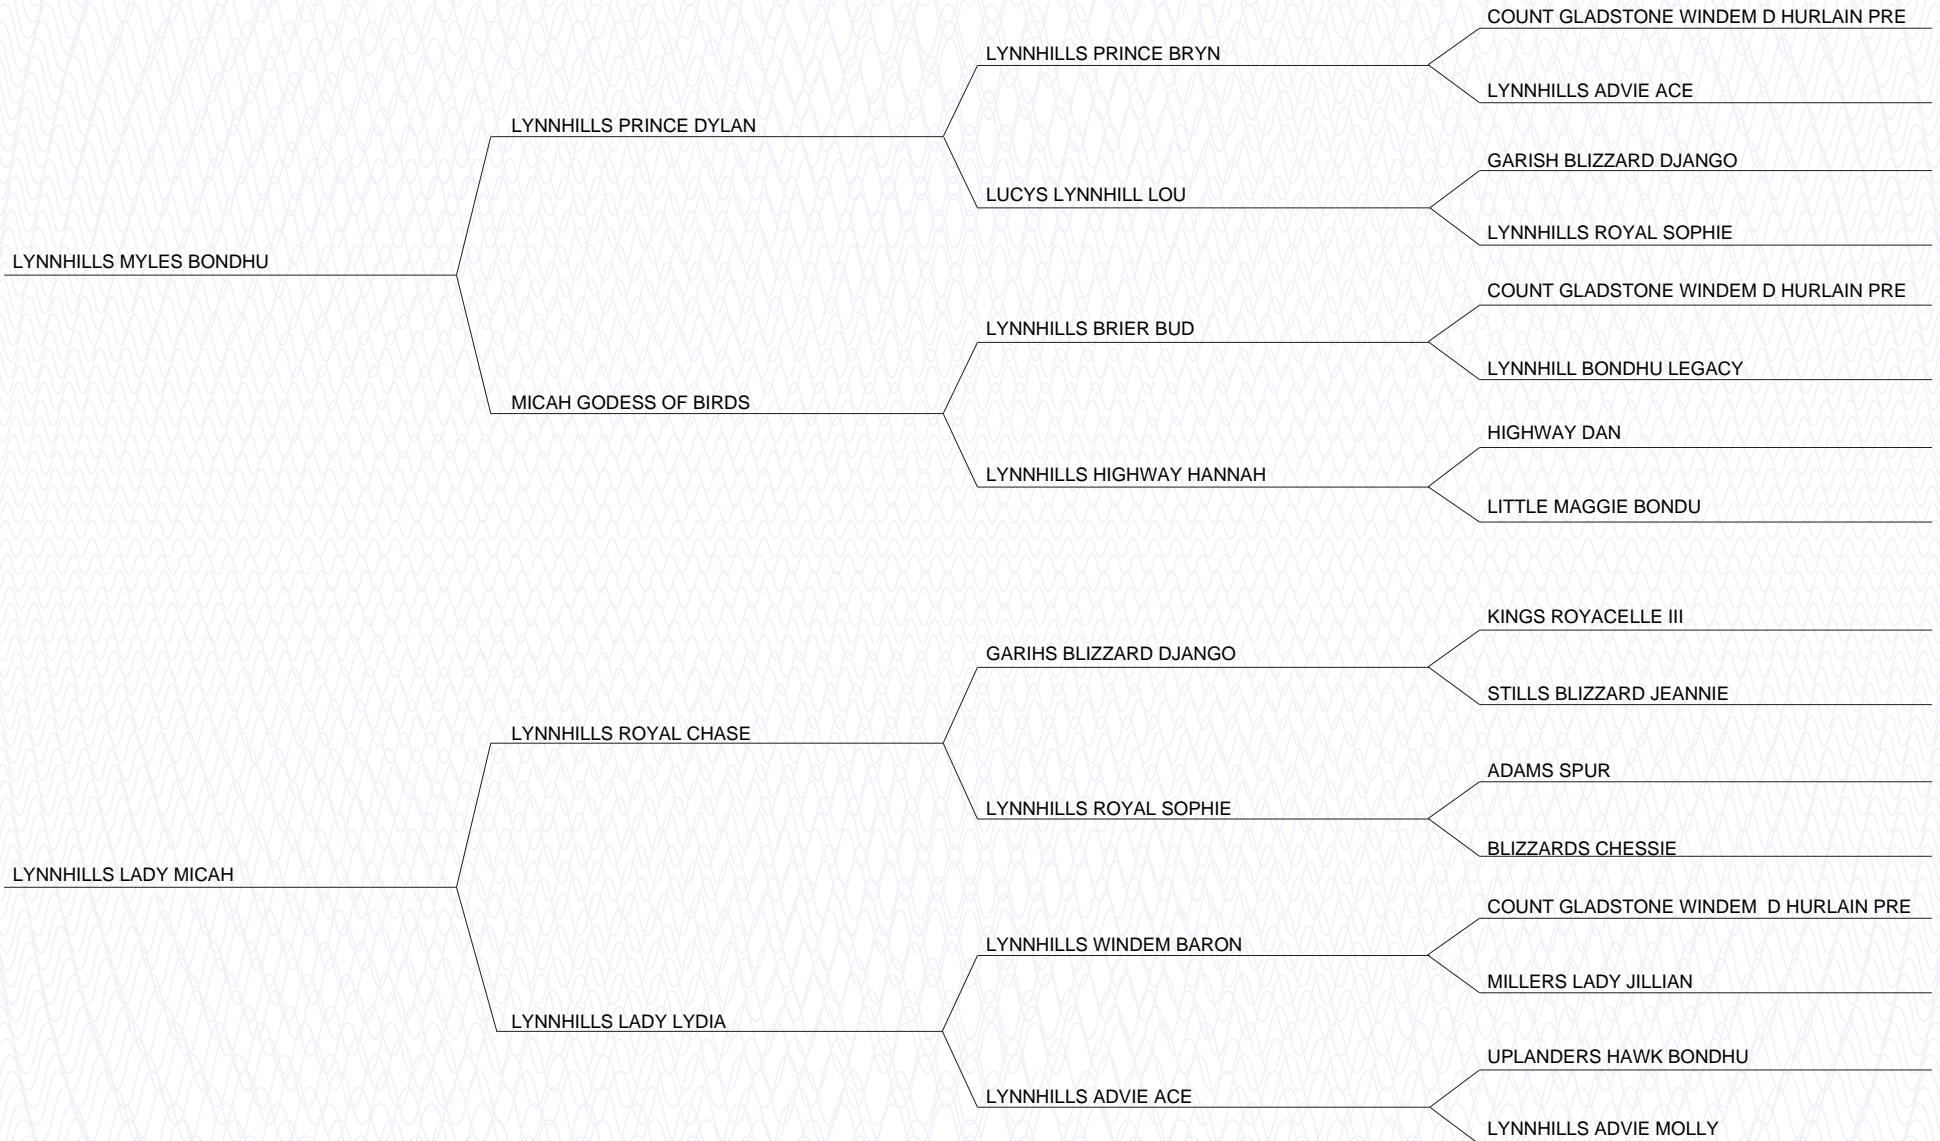 COUNT GLADSTONE WINDEM D HURLAIN PRE
LYNNHILLS PRINCE BRYN
LYNNHILLS ADVIE ACE
LYNNHILLS PRINCE DYLAN
GARISH BLIZZARD DJANGO
LUCYS LYNNHILL LOU
LYNNHILLS ROYAL SOPHIE
LYNNHILLS MYLES BONDHU
COUNT GLADSTONE WINDEM D HURLAIN PRE
LYNNHILLS BRIER BUD
LYNNHILL BONDHU LEGACY
MICAH GODESS OF BIRDS
HIGHWAY DAN
LYNNHILLS HIGHWAY HANNAH
LITTLE MAGGIE BONDU
KINGS ROYACELLE III
GARIHS BLIZZARD DJANGO
STILLS BLIZZARD JEANNIE
LYNNHILLS ROYAL CHASE
ADAMS SPUR
LYNNHILLS ROYAL SOPHIE
BLIZZARDS CHESSIE
LYNNHILLS LADY MICAH
COUNT GLADSTONE WINDEM  D HURLAIN PRE
LYNNHILLS WINDEM BARON
MILLERS LADY JILLIAN
LYNNHILLS LADY LYDIA
UPLANDERS HAWK BONDHU
LYNNHILLS ADVIE ACE
LYNNHILLS ADVIE MOLLY